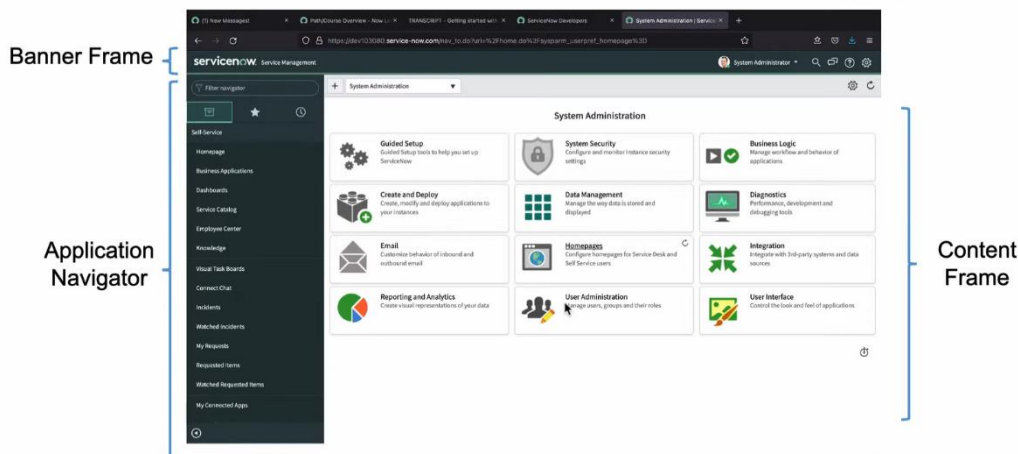 (1) New Messages!
Path/Course Overview - Now Le
TRANSCRIPT - Getting started with
ServiceNow Developers
System Administration | Service
https://dev103080.service-now.com/nav_to.do?uri=%2Fhome.do%3Fsysparm_userpref_homepage%3D
Banner Frame
servicenow Service Management
System Administrator
Filter navigator
System Administration
Self-Service
Homepage
Business Applications
Dashboards
Service Catalog
Employee Center
Knowledge
Visual Task Boards
Connect Chat
Incidents
Watched Incidents
My Requests
Requested Items
Watched Requested Items
My Connected Apps
Application
Navigator
System Administration
Guided Setup
Guided Setup tools to help you set up
ServiceNow
System Security
Configure and monitor instance security
settings
Business Logic
Manage workflow and behavior of
applications
Create and Deploy
Create, modify and deploy applications to
your instances
Data Management
Manage the way data is stored and
displayed
Diagnostics
Performance, development and
debugging tools
Email
Customize behavior of inbound and
outbound email
Homepages
Configure homepages for Service Desk and
Self Service users
Integration
Integrate with 3rd-party systems and data
sources
Reporting and Analytics
Create visual representations of your data
User Administration
Manage users, groups and their roles
User Interface
Control the look and feel of applications
Content
Frame